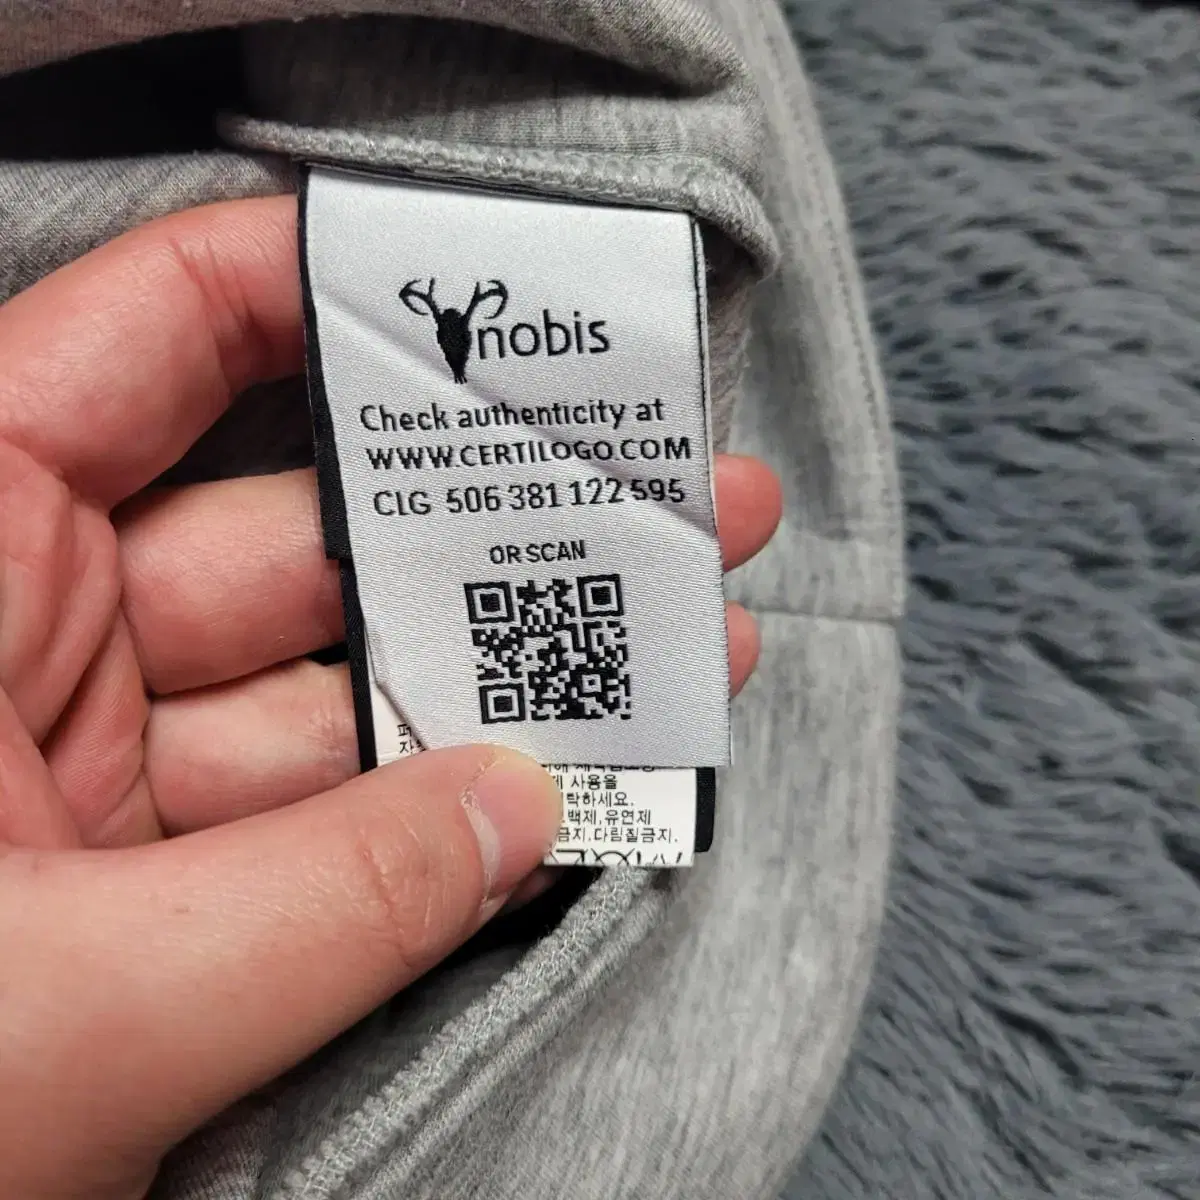 nobis
Check authenticity at
WWW.CERTILOGO.COM
CLG 506 381 122 595
OR SCAN
사용을
탁하세요.
백제,유연제
금지.다림질금지.